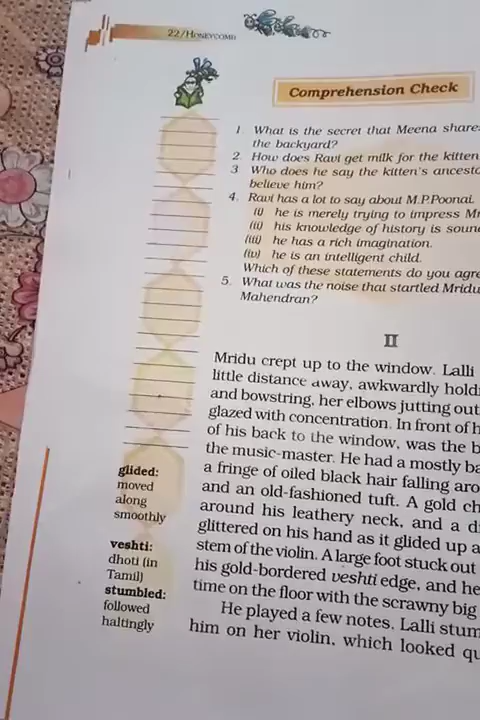 22/HONEYCOMB
Comprehension Check
1 What is the secret that Meena share
the backyard?
2. How does Ravi get milk for the kitten
3 Who does he say the kitten's ancest
believe him?
4. Ravi has a lot to say about M.P.Poonai.
(i) he is merely trying to impress M
(ii) his knowledge of history is soun
(iii) he has a rich imagination.
(iv) he is an intelligent child.
Which of these statements do you agre
5. What was the noise that startled Mridu
Mahendran?
II
Mridu crept up to the window. Lalli
little distance away, awkwardly hold
and bowstring, her elbows jutting out
glazed with concentration. In front of h
of his back to the window, was the b
the music-master. He had a mostly ba
a fringe of oiled black hair falling aro
and an old-fashioned tuft. A gold ch
around his leathery neck, and a d
glittered on his hand as it glided up a
stem of the violin. A large foot stuck out
his gold-bordered veshti edge, and he
time on the floor with the scrawny big
He played a few notes. Lalli stum
him on her violin, which looked qu
glided:
moved
along
smoothly
veshti:
dhoti (in
Tamil)
stumbled:
followed
haltingly